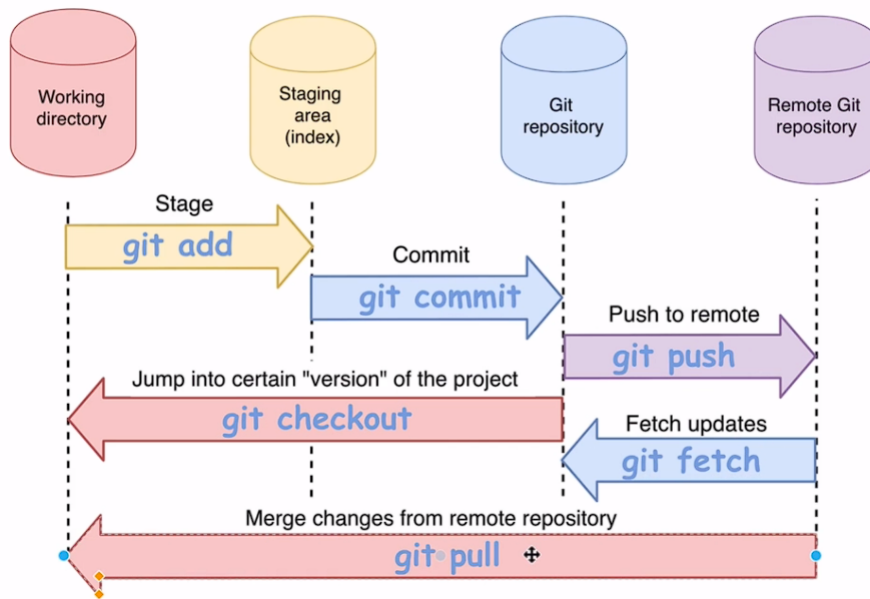 Working
directory
Staging
area
(index)
Git
repository
Remote Git
repository
Stage
git add
Commit
git commit
Push to remote
git push
Jump into certain "version" of the project
git checkout
Fetch updates
git fetch
Merge changes from remote repository
git pull